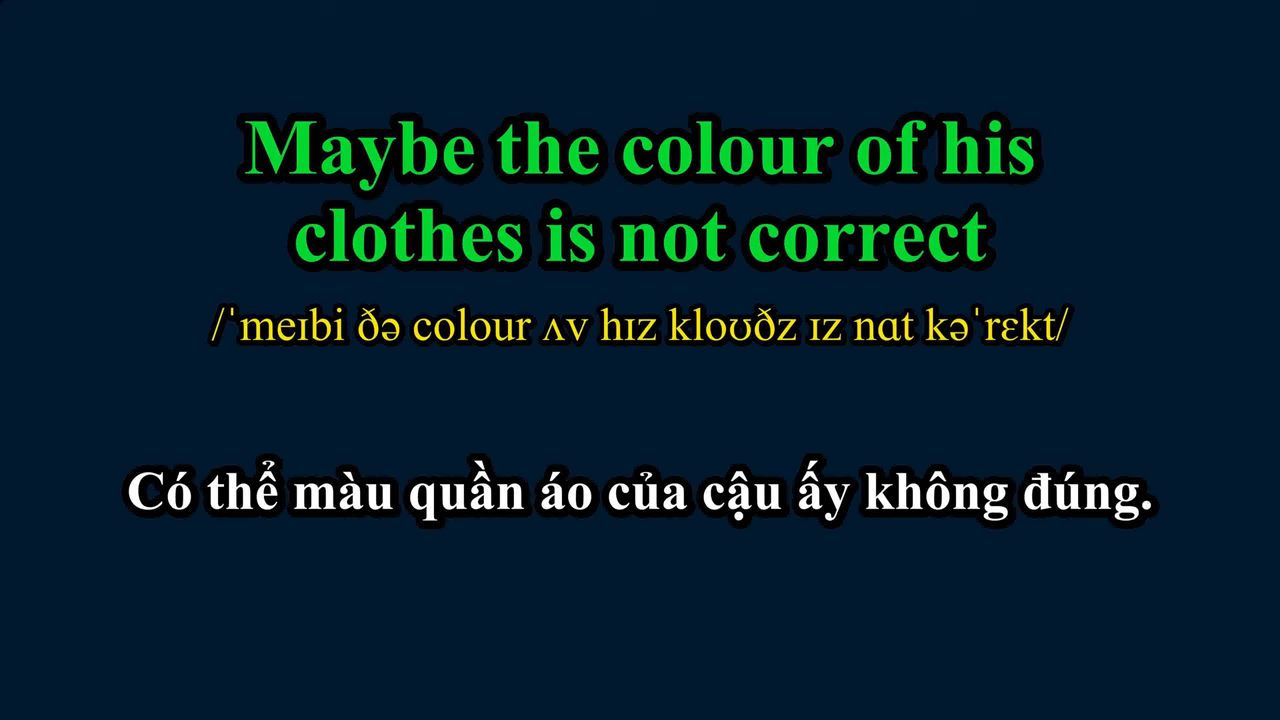 Maybe the colour of his
clothes is not correct
/ˈmeɪbi ðə colour ʌv hɪz kloʊðz ɪz nɑt kəˈrɛkt/
Có thể màu quần áo của cậu ấy không đúng.